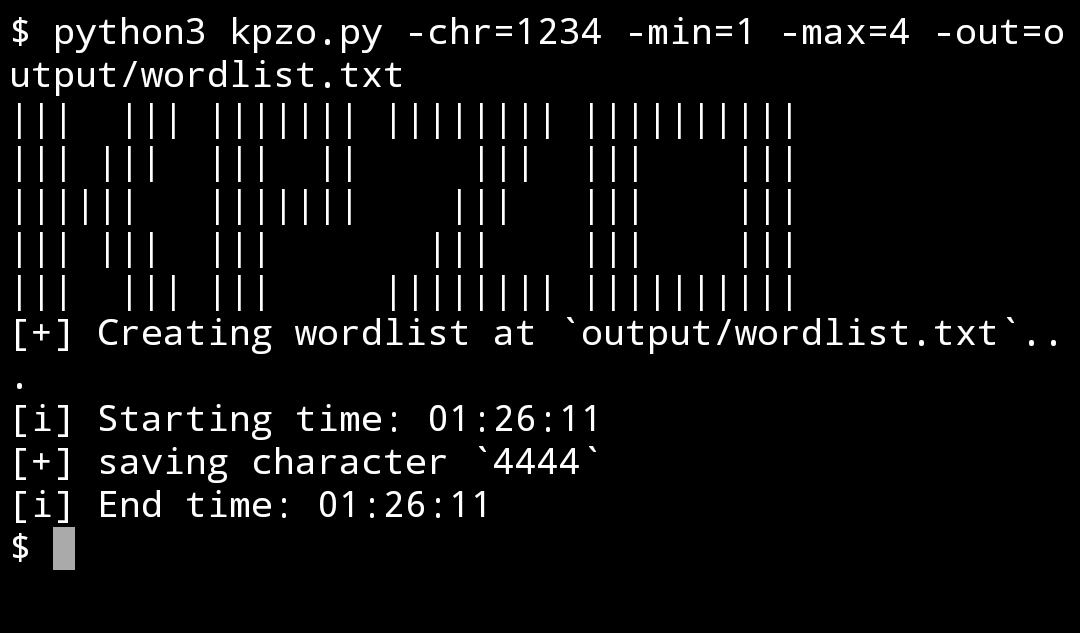 $ python3 kpzo.py -chr=1234 -min=1 -max=4 -out=o
utput/wordlist.txt
|||  ||| ||||||| |||||||| ||||||||||
||| |||  |||  ||     |||  |||    |||
||||||   |||||||    |||   |||    |||
||| |||  |||       |||    |||    |||
|||  ||| |||     |||||||| ||||||||||
[+] Creating wordlist at `output/wordlist.txt`..
.
[i] Starting time: 01:26:11
[+] saving character `4444`
[i] End time: 01:26:11
$